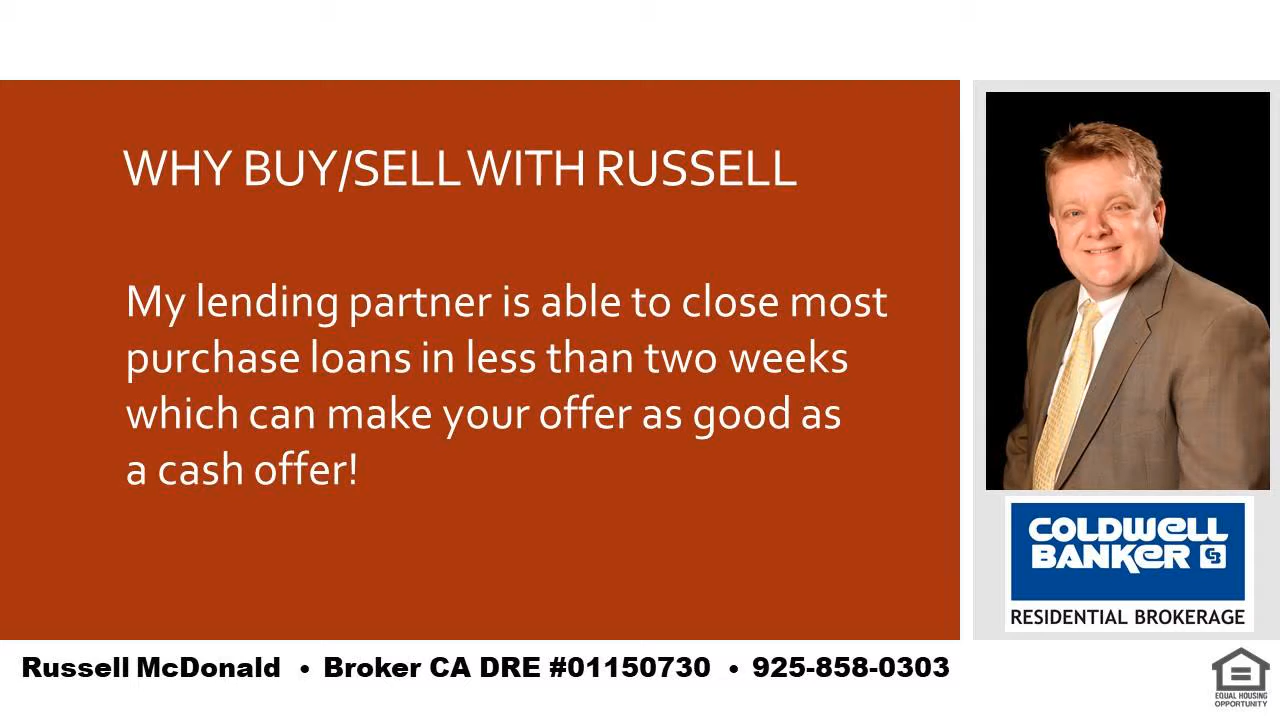 WHY BUY/SELL WITH RUSSELL
My lending partner is able to close most
purchase loans in less than two weeks
which can make your offer as good as
a cash offer!
COLDWELL
BANKER CB
RESIDENTIAL BROKERAGE
Russell McDonald • Broker CA DRE #01150730 • 925-858-0303
EQUAL HOUSING
OPPORTUNITY